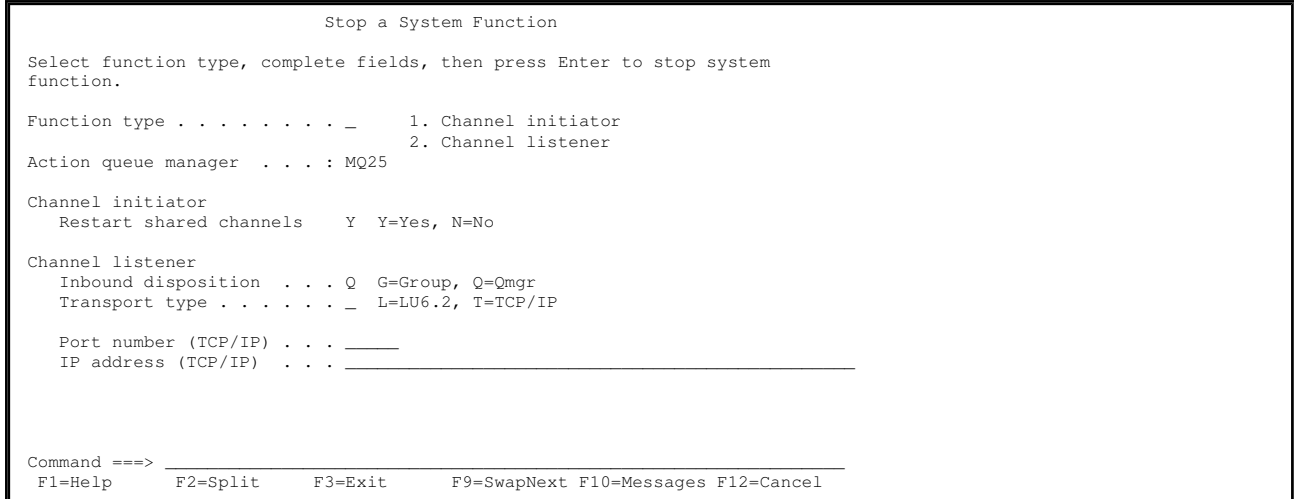 Stop a System Function
Select function type, complete fields, then press Enter to stop system
function.
Function type . . . . . . . . _ 1. Channel initiator
2. Channel listener
Action queue manager . . . : MQ25
Channel initiator
Restart shared channels Y Y=Yes, N=No
Channel listener
Inbound disposition . . . Q G=Group, Q=Qmgr
Transport type . . . . . . _ L=LU6.2, T=TCP/IP
Port number (TCP/IP) . . . _____
IP address (TCP/IP) . . . ________________________________________________
Command ===> ________________________________________________________________
F1=Help F2=Split F3=Exit F9=SwapNext F10=Messages F12=Cancel